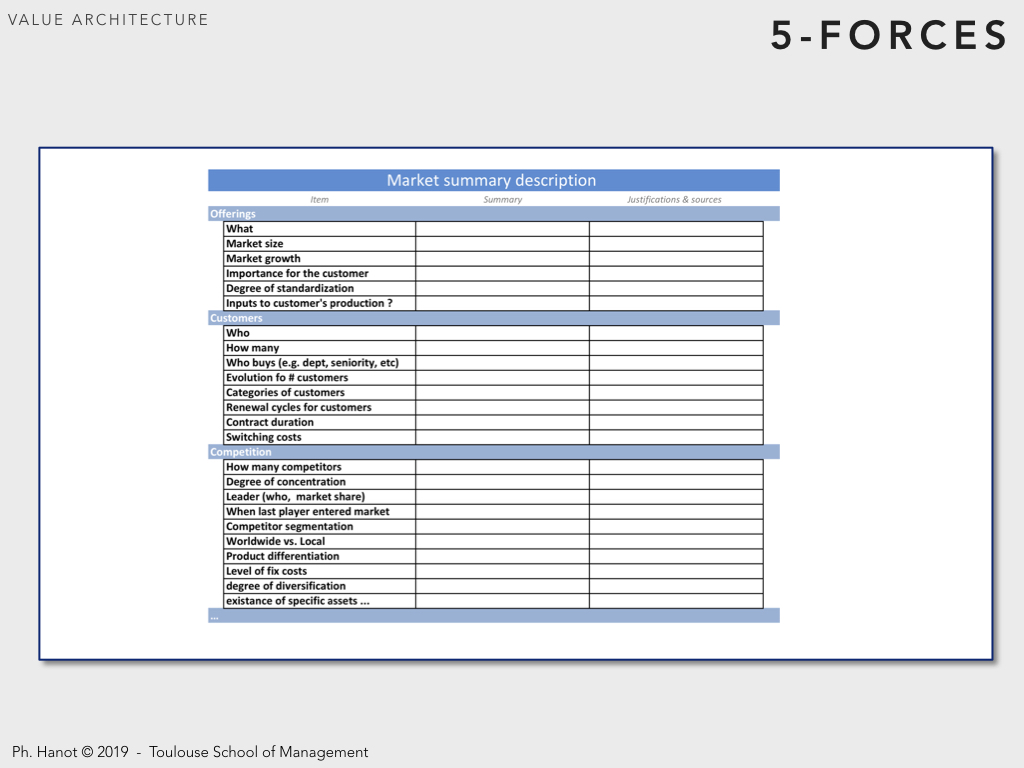 VALUE ARCHITECTURE
5-FORCES
Market summary description
Item Summary Justifications & sources
Offerings
What
Market size
Market growth
Importance for the customer
Degree of standardization
Inputs to customer's production ?
Customers
Who
How many
Who buys (e.g. dept, seniority, etc)
Evolution fo # customers
Categories of customers
Renewal cycles for customers
Contract duration
Switching costs
Competition
How many competitors
Degree of concentration
Leader (who, market share)
When last player entered market
Competitor segmentation
Worldwide vs. Local
Product differentiation
Level of fix costs
degree of diversification
existance of specific assets ...
...
Ph. Hanot © 2019 - Toulouse School of Management